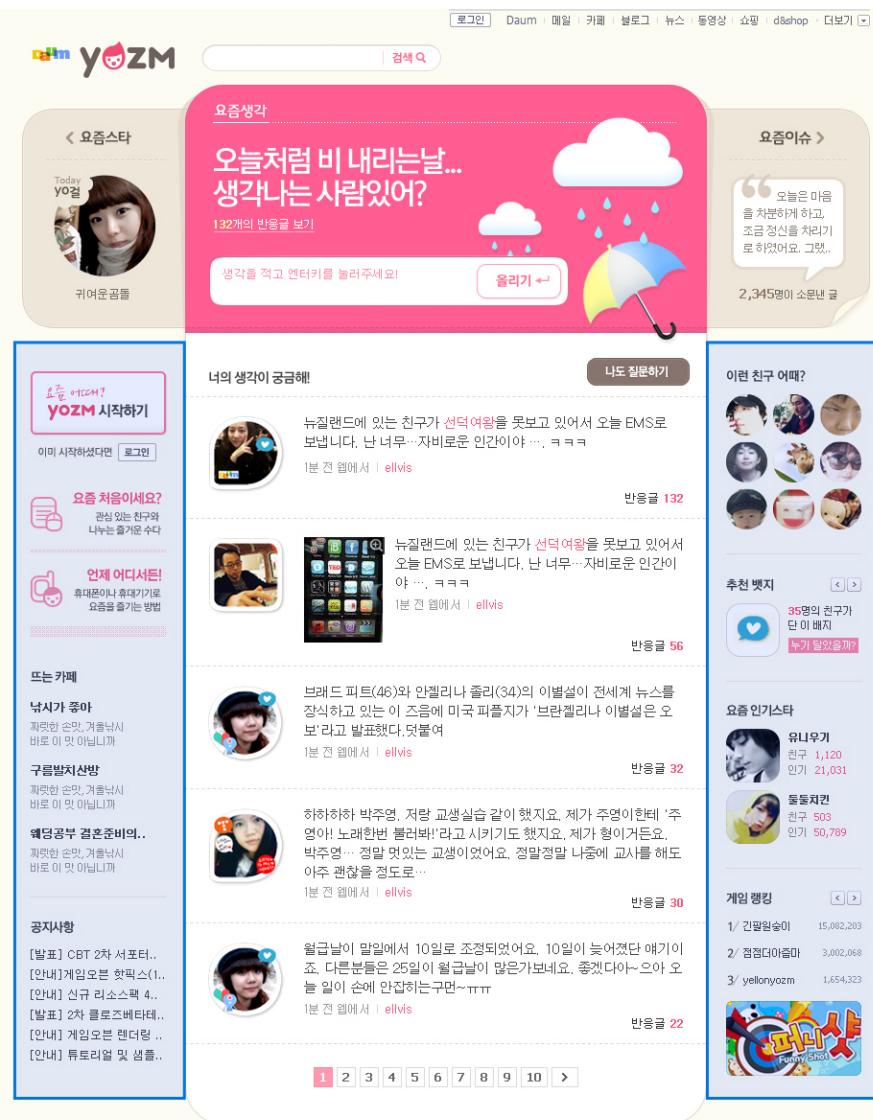 로그인 Daum 메일 카페 블로그 뉴스 동영상 쇼핑 d&shop 더보기
Daum yozm
검색
요즘스타
Today
yo걸
귀여운곰돌
요즘생각
오늘처럼 비 내리는날...
생각나는 사람있어?
132개의 반응글 보기
생각을 적고 엔터키를 눌러주세요!
올리기
요즘이슈
오늘은 마음
을 차분하게 하고,
조금 정신을 차리기
로 하였어요. 그랬..
2,345명이 소문낸 글
요즘 어때?
yozm 시작하기
이미 시작하셨다면 로그인
요즘 처음이세요?
관심 있는 친구와
나누는 즐거운 수다
언제 어디서든!
휴대폰이나 휴대기기로
요즘을 즐기는 방법
뜨는 카페
낚시가 좋아
짜릿한 손맛,겨울낚시
바로 이 맛 아닙니까
구름발치산방
짜릿한 손맛,겨울낚시
바로 이 맛 아닙니까
웨딩공부 결혼준비의..
짜릿한 손맛,겨울낚시
바로 이 맛 아닙니까
공지사항
[발표] CBT 2차 서포터..
[안내]게임오븐 핫픽스(1..
[안내] 신규 리소스팩 4..
[발표] 2차 클로즈베타테..
[안내] 게임오븐 렌더링 ..
[안내] 튜토리얼 및 샘플..
너의 생각이 궁금해!
나도 질문하기
뉴질랜드에 있는 친구가 선덕여왕을 못보고 있어서 오늘 EMS로
보냅니다. 난 너무…자비로운 인간이야 …. ㅋㅋㅋ
1분 전 웹에서 ellvis
반응글 132
뉴질랜드에 있는 친구가 선덕여왕을 못보고 있어서
오늘 EMS로 보냅니다. 난 너무…자비로운 인간이
야 …. ㅋㅋㅋ
1분 전 웹에서 ellvis
반응글 56
브래드 피트(46)와 안젤리나 졸리(34)의 이별설이 전세계 뉴스를
장식하고 있는 이 즈음에 미국 피플지가 '브란젤리나 이별설은 오
보'라고 발표했다.덧붙여
1분 전 웹에서 ellvis
반응글 32
하하하하 박주영. 저랑 교생실습 같이 했지요. 제가 주영이한테 '주
영아! 노래한번 불러봐!'라고 시키기도 했지요. 제가 형이거든요.
박주영… 정말 멋있는 교생이었어요. 정말정말 나중에 교사를 해도
아주 괜찮을 정도로…
1분 전 웹에서 ellvis
반응글 30
월급날이 말일에서 10일로 조정되었어요. 10일이 늦어졌단 얘기이
죠. 다른분들은 25일이 월급날이 많은가보네요. 좋겠다아~으아 오
늘 일이 손에 안잡히는구먼~ㅠㅠ
1분 전 웹에서 ellvis
반응글 22
1 2 3 4 5 6 7 8 9 10
이런 친구 어때?
추천 뱃지
35명의 친구가
단 이 배지
누가 달았을까?
요즘 인기스타
유니우기
친구 1,120
인기 21,031
둘둘치킨
친구 503
인기 50,789
게임 랭킹
1/ 긴팔원숭이 15,082,203
2/ 점점더아즘마 3,002,068
3/ yellonyozm 1,654,323
퍼니샷
Funny Shot